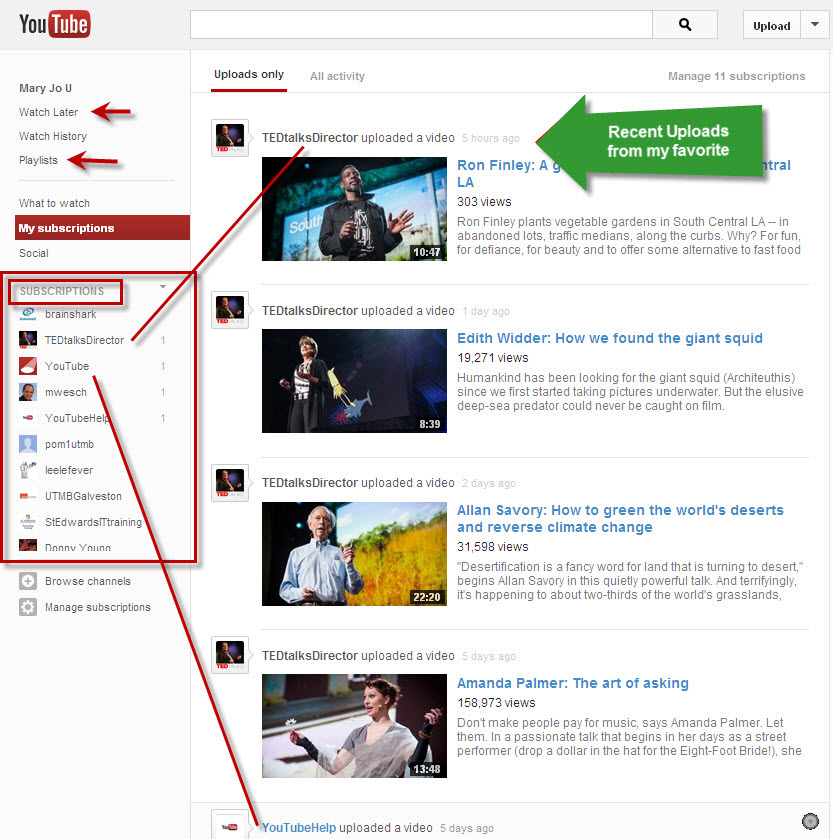 YouTube
Upload
Mary Jo U
Watch Later
Watch History
Playlists
What to watch
My subscriptions
Social
SUBSCRIPTIONS
brainshark
TEDtalksDirector 1
YouTube 1
mwesch 1
YouTubeHelp 1
pom1utmb
leelefever
UTMBGalveston
StEdwardsITtraining
Donny Young
Browse channels
Manage subscriptions
Uploads only
All activity
Manage 11 subscriptions
Recent Uploads
from my favorite
TEDtalksDirector uploaded a video 5 hours ago
Ron Finley: A g
ntral
LA
303 views
Ron Finley plants vegetable gardens in South Central LA -- in
abandoned lots, traffic medians, along the curbs. Why? For fun,
for defiance, for beauty and to offer some alternative to fast food
South
10:47
TEDtalksDirector uploaded a video 1 day ago
Edith Widder: How we found the giant squid
19,271 views
Humankind has been looking for the giant squid (Architeuthis)
since we first started taking pictures underwater. But the elusive
deep-sea predator could never be caught on film.
8:39
TEDtalksDirector uploaded a video 2 days ago
Allan Savory: How to green the world's deserts
and reverse climate change
31,598 views
"Desertification is a fancy word for land that is turning to desert,"
begins Allan Savory in this quietly powerful talk. And terrifyingly,
it's happening to about two-thirds of the world's grasslands,
22:20
TEDtalksDirector uploaded a video 5 days ago
Amanda Palmer: The art of asking
158,973 views
Don't make people pay for music, says Amanda Palmer. Let
them. In a passionate talk that begins in her days as a street
performer (drop a dollar in the hat for the Eight-Foot Bride!), she
13:48
YouTubeHelp uploaded a video 5 days ago